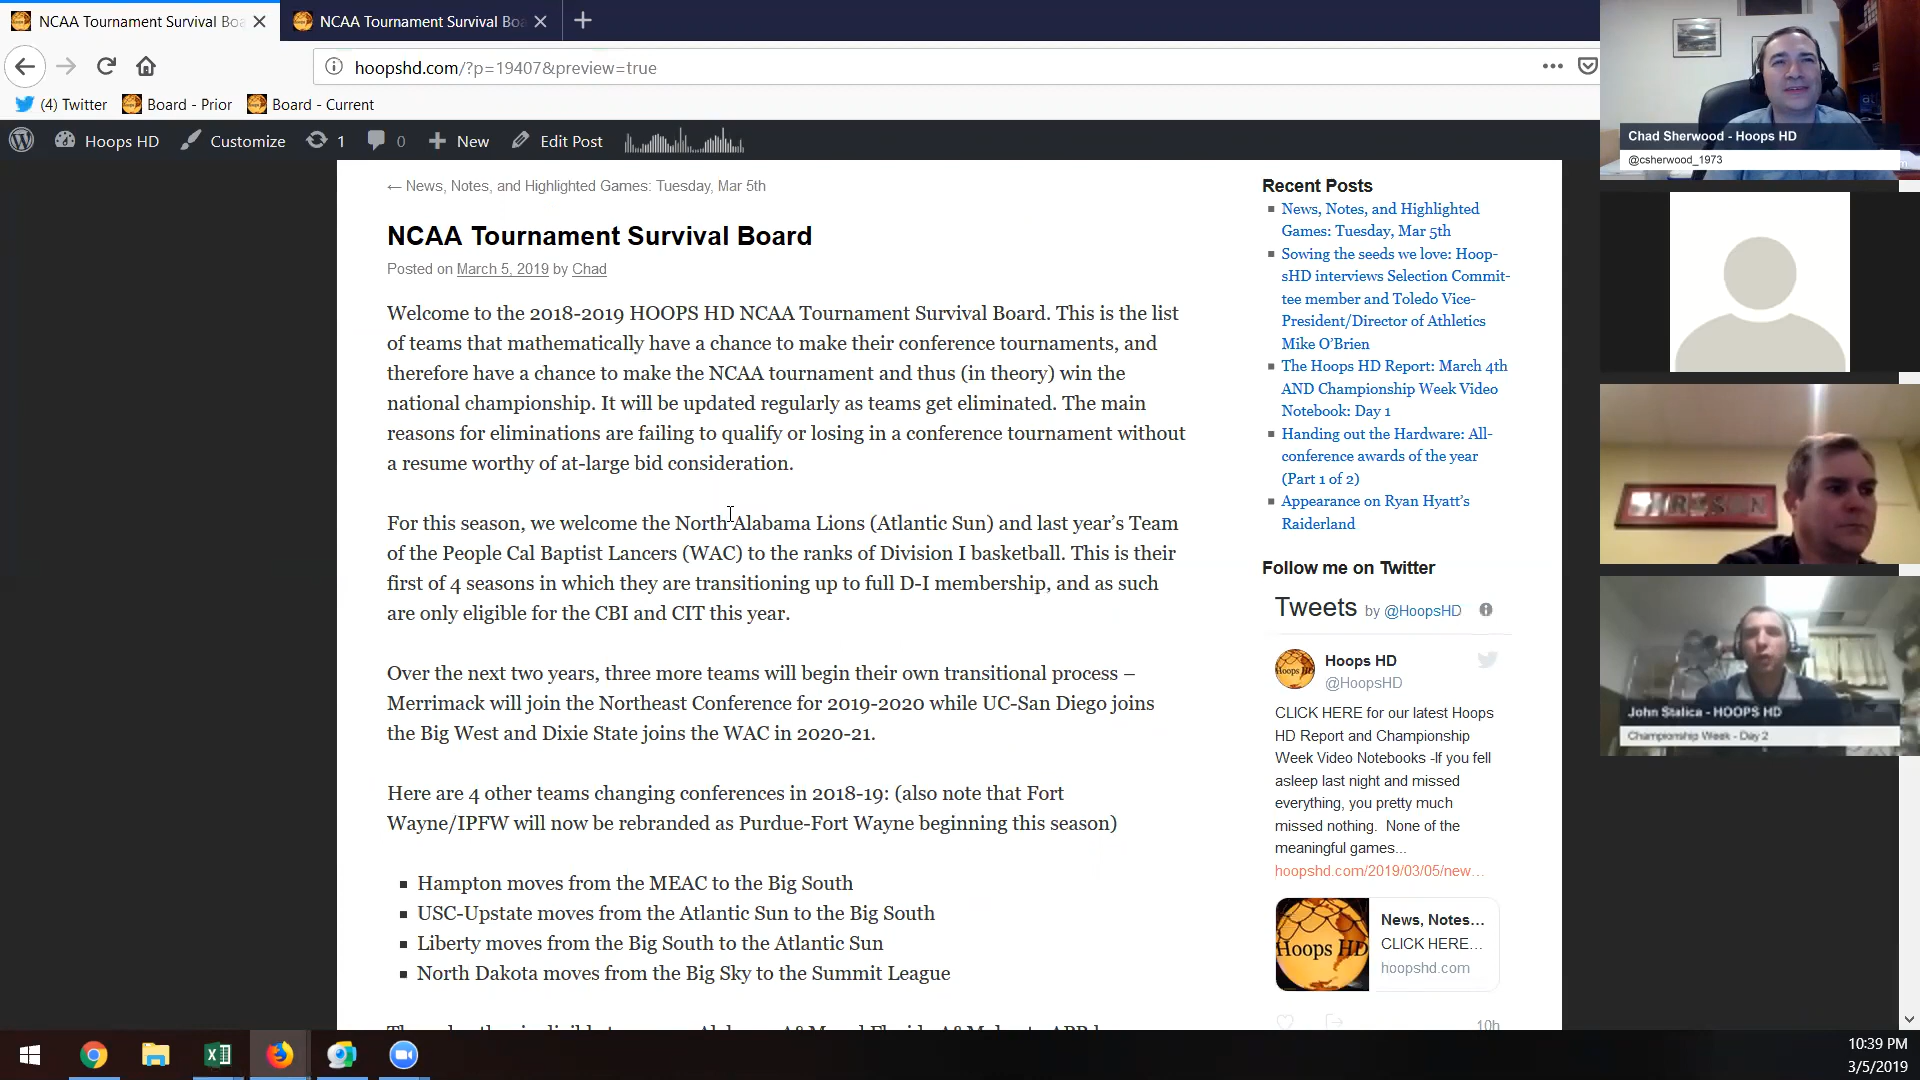 NCAA Tournament Survival Boa
NCAA Tournament Survival Boa
hoopshd.com/?p=19407&preview=true
(4) Twitter
Board - Prior
Board - Current
Hoops HD
Customize
1
0
New
Edit Post
← News, Notes, and Highlighted Games: Tuesday, Mar 5th
NCAA Tournament Survival Board
Posted on March 5, 2019 by Chad
Welcome to the 2018-2019 HOOPS HD NCAA Tournament Survival Board. This is the list
of teams that mathematically have a chance to make their conference tournaments, and
therefore have a chance to make the NCAA tournament and thus (in theory) win the
national championship. It will be updated regularly as teams get eliminated. The main
reasons for eliminations are failing to qualify or losing in a conference tournament without
a resume worthy of at-large bid consideration.
For this season, we welcome the North Alabama Lions (Atlantic Sun) and last year's Team
of the People Cal Baptist Lancers (WAC) to the ranks of Division I basketball. This is their
first of 4 seasons in which they are transitioning up to full D-I membership, and as such
are only eligible for the CBI and CIT this year.
Over the next two years, three more teams will begin their own transitional process –
Merrimack will join the Northeast Conference for 2019-2020 while UC-San Diego joins
the Big West and Dixie State joins the WAC in 2020-21.
Here are 4 other teams changing conferences in 2018-19: (also note that Fort
Wayne/IPFW will now be rebranded as Purdue-Fort Wayne beginning this season)
Hampton moves from the MEAC to the Big South
USC-Upstate moves from the Atlantic Sun to the Big South
Liberty moves from the Big South to the Atlantic Sun
North Dakota moves from the Big Sky to the Summit League
Recent Posts
News, Notes, and Highlighted
Games: Tuesday, Mar 5th
Sowing the seeds we love: Hoop-
sHD interviews Selection Commit-
tee member and Toledo Vice-
President/Director of Athletics
Mike O'Brien
The Hoops HD Report: March 4th
AND Championship Week Video
Notebook: Day 1
Handing out the Hardware: All-
conference awards of the year
(Part 1 of 2)
Appearance on Ryan Hyatt's
Raiderland
Follow me on Twitter
Tweets by @HoopsHD
Hoops HD
@HoopsHD
CLICK HERE for our latest Hoops
HD Report and Championship
Week Video Notebooks -If you fell
asleep last night and missed
everything, you pretty much
missed nothing. None of the
meaningful games...
hoopshd.com/2019/03/05/new…
Hoops HD
News, Notes...
CLICK HERE...
hoopshd.com
10h
Chad Sherwood - Hoops HD
@csherwood_1973
John Stalica - HOOPS HD
Championship Week - Day 2
10:39 PM
3/5/2019